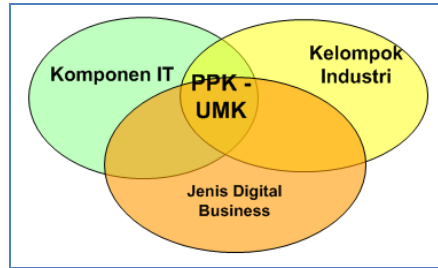 Komponen IT
Kelompok
Industri
PPK -
UMK
Jenis Digital
Business